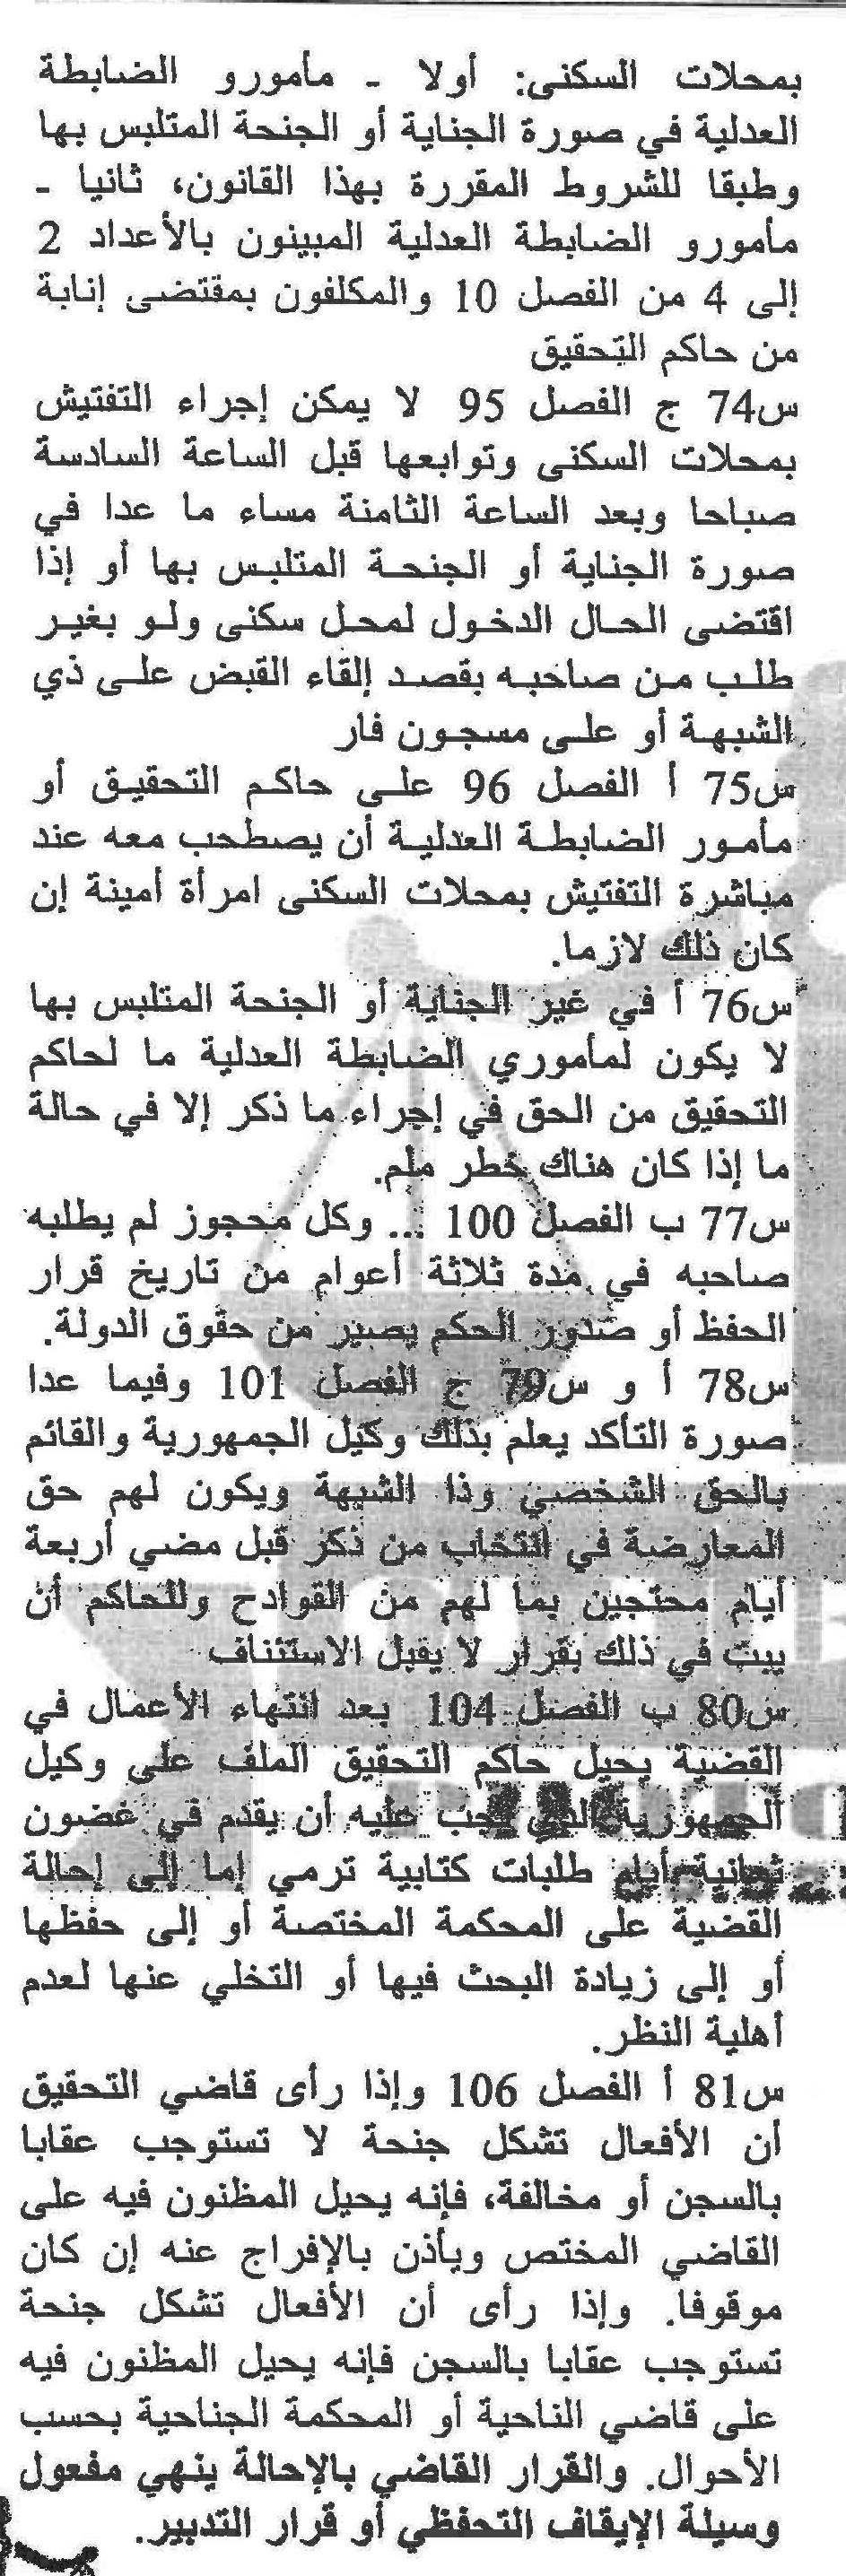 بمحلات السكنى: أولا - مأمورو الضابطة
العدلية في صورة الجناية أو الجنحة المتلبس بها
وطبقا للشروط المقررة بهذا القانون، ثانيا -
مأمورو الضابطة العدلية المبينون بالأعداد 2
إلى 4 من الفصل 10 والمكلفون بمقتضى إنابة
من حاكم التحقيق
س74 ج الفصل 95 لا يمكن إجراء التفتيش
بمحلات السكنى وتوابعها قبل الساعة السادسة
صباحا وبعد الساعة الثامنة مساء ما عدا في
صورة الجناية أو الجنحة المتلبس بها أو إذا
اقتضى الحال الدخول لمحل سكنى ولو بغير
طلب من صاحبه بقصد إلقاء القبض على ذي
الشبهة أو على مسجون فار
س75 أ الفصل 96 على حاكم التحقيق أو
مأمور الضابطة العدلية أن يصطحب معه عند
مباشرة التفتيش بمحلات السكنى امرأة أمينة إن
كان ذلك لازما.
س76 أ في غير الجناية أو الجنحة المتلبس بها
لا يكون لمأموري الضابطة العدلية ما لحاكم
التحقيق من الحق في إجراء ما ذكر إلا في حالة
ما إذا كان هناك خطر ملم.
س77 ب الفصل 100 ... وكل محجوز لم يطلبه
صاحبه في مدة ثلاثة أعوام من تاريخ قرار
الحفظ أو صدور الحكم يصير من حقوق الدولة.
س78 أ و س79 ج الفصل 101 وفيما عدا
صورة التأكد يعلم بذلك وكيل الجمهورية والقائم
بالحق الشخصي وذا الشبهة ويكون لهم حق
المعارضة في انتخاب من ذكر قبل مضي أربعة
أيام محتجين بما لهم من القوادح وللحاكم أن
يبت في ذلك بقرار لا يقبل الاستئناف
س80 ب الفصل 104 بعد انتهاء الأعمال في
القضية يحيل حاكم التحقيق الملف على وكيل
الجمهورية الذي يجب عليه أن يقدم في غضون
ثمانية أيام طلبات كتابية ترمي إما إلى إحالة
القضية على المحكمة المختصة أو إلى حفظها
أو إلى زيادة البحث فيها أو التخلي عنها لعدم
أهلية النظر.
س81 أ الفصل 106 وإذا رأى قاضي التحقيق
أن الأفعال تشكل جنحة لا تستوجب عقابا
بالسجن أو مخالفة، فإنه يحيل المظنون فيه على
القاضي المختص ويأذن بالإفراج عنه إن كان
موقوفا. وإذا رأى أن الأفعال تشكل جنحة
تستوجب عقابا بالسجن فإنه يحيل المظنون فيه
على قاضي الناحية أو المحكمة الجناحية بحسب
الأحوال. والقرار القاضي بالإحالة ينهي مفعول
وسيلة الإيقاف التحفظي أو قرار التدبير.